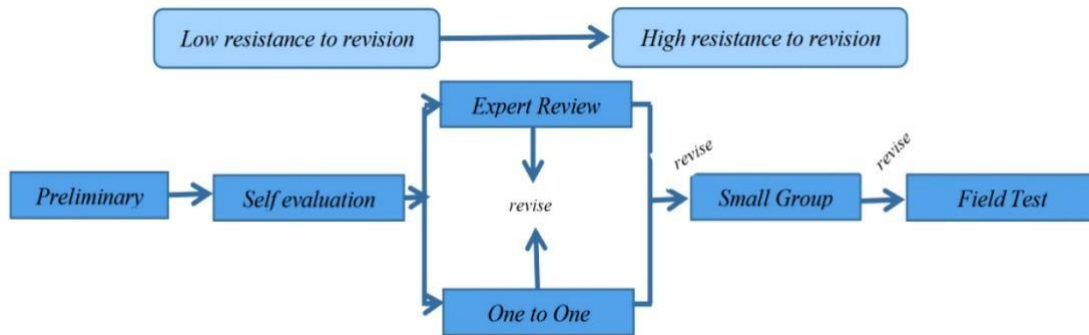 Low resistance to revision
High resistance to revision
Expert Review
revise
revise
Preliminary
Self evaluation
revise
Small Group
Field Test
One to One